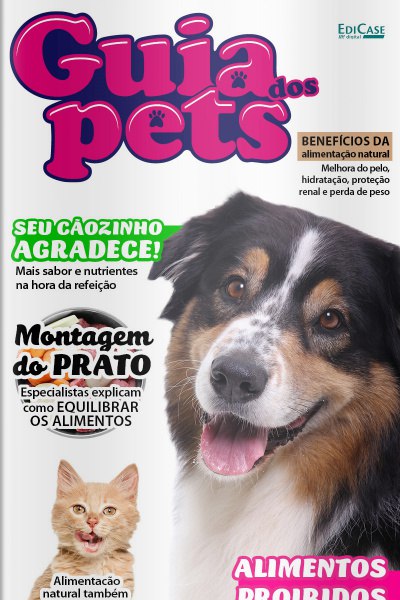 EDICASE
digital
Guia
dos
pets
BENEFÍCIOS DA
alimentação natural
Melhora do pelo,
hidratação, proteção
renal e perda de peso
SEU CÃOZINHO
AGRADECE!
Mais sabor e nutrientes
na hora da refeição
Montagem
do PRATO
Especialistas explicam
como EQUILIBRAR
OS ALIMENTOS
Alimentação
natural também
ALIMENTOS
PROIBIDOS